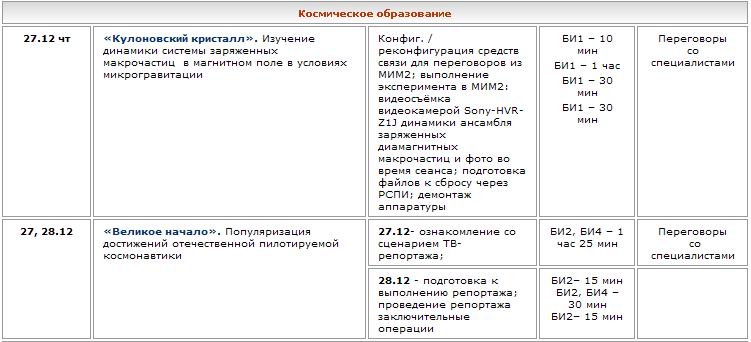 Космическое образование
27.12 чт
«Кулоновский кристалл». Изучение
динамики системы заряженных
макрочастиц в магнитном поле в условиях
микрогравитации
Конфиг. /
реконфигурация средств
связи для переговоров из
МИМ2; выполнение
эксперимента в МИМ2:
видеосъёмка
видеокамерой Sony-HVR-
Z1J динамики ансамбля
заряженных
диамагнитных
макрочастиц и фото во
время сеанса; подготовка
файлов к сбросу через
РСПИ; демонтаж
аппаратуры
БИ1 – 10
мин
БИ1 – 1 час
БИ1 – 30
мин
БИ1 – 30
мин
Переговоры
со
специалистами
27, 28.12
«Великое начало». Популяризация
достижений отечественной пилотируемой
космонавтики
27.12- ознакомление со
сценарием ТВ-
репортажа;
БИ2, БИ4 – 1
час 25 мин
Переговоры
со
специалистами
28.12 - подготовка к
выполнению репортажа;
проведение репортажа
заключительные
операции
БИ2– 15 мин
БИ2, БИ4 –
30 мин
БИ2– 15 мин